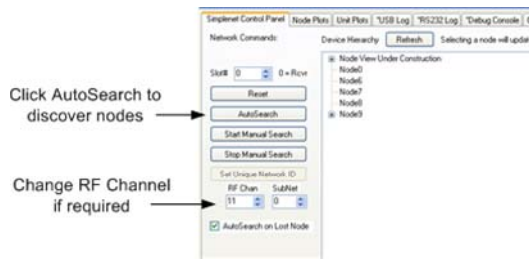 Simplenet Control Panel Node Plots Unit Plots "USB Log "RS232 Log "Debug Console
Network Commands:
Device Hierarchy Refresh Selecting a node will updat
Slot# 0 0 = Rcvr
Reset
AutoSearch
Start Manual Search
Stop Manual Search
Set Unique Network ID
RF Chan SubNet
11 0
AutoSearch on Lost Node
Node View Under Construction
Node0
Node6
Node7
Node8
Node9
Click AutoSearch to
discover nodes
Change RF Channel
if required